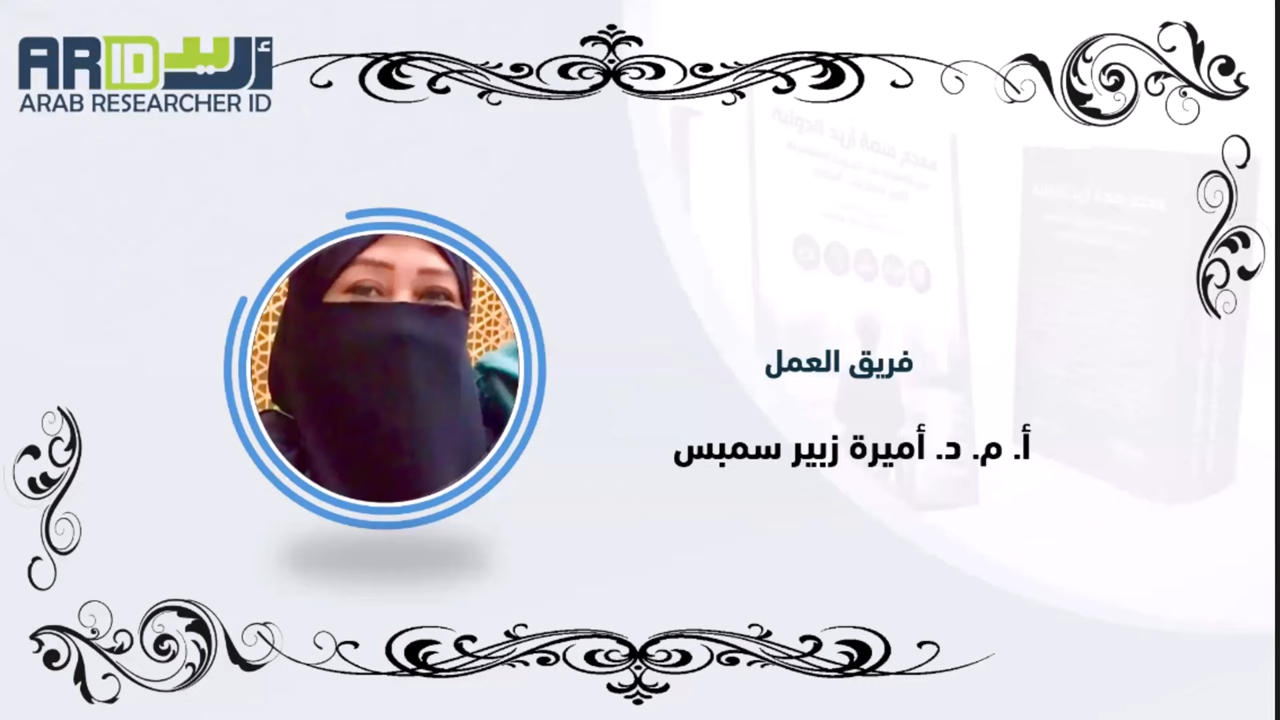 أريد
ARID
ARAB RESEARCHER ID
فريق العمل
أ. م. د. أميرة زبير سمبس